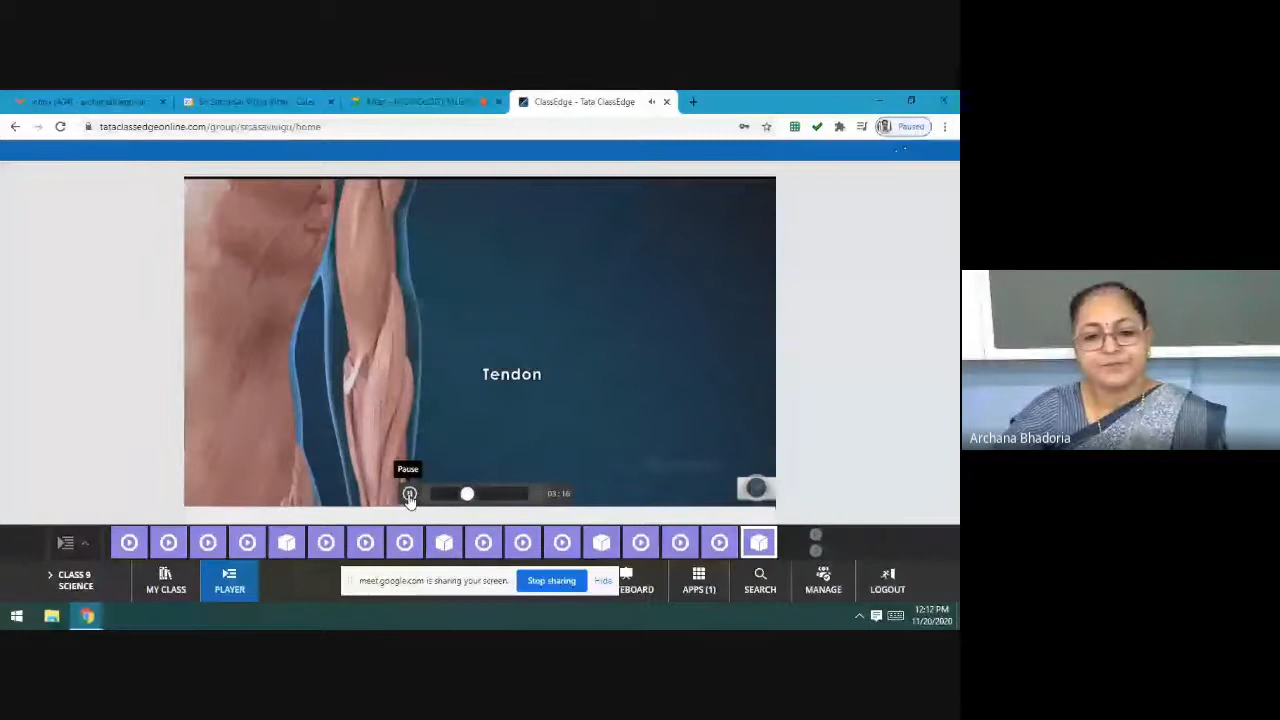 ClassEdge - Tata ClassEdge
tataclassedgeonline.com/group/srsasavivigu/home
Paused
Tendon
Pause
03:16
Archana Bhadoria
CLASS 9
SCIENCE
MY CLASS
PLAYER
meet.google.com is sharing your screen.
Stop sharing
Hide
EBOARD
APPS (1)
SEARCH
MANAGE
LOGOUT
12:12 PM
11/20/2020